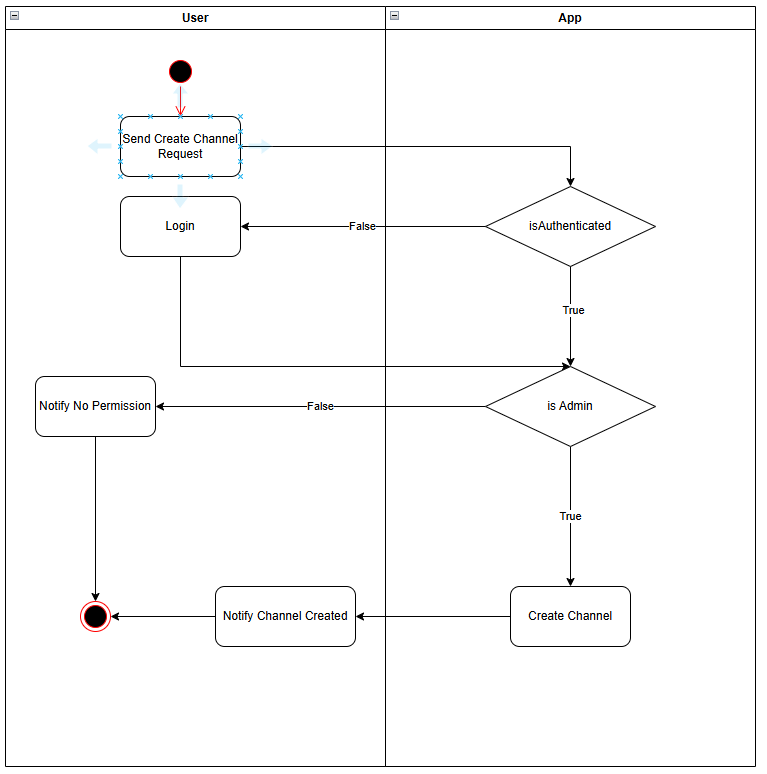 User
App
Send Create Channel
Request
Login
False
isAuthenticated
True
Notify No Permission
False
is Admin
True
Notify Channel Created
Create Channel